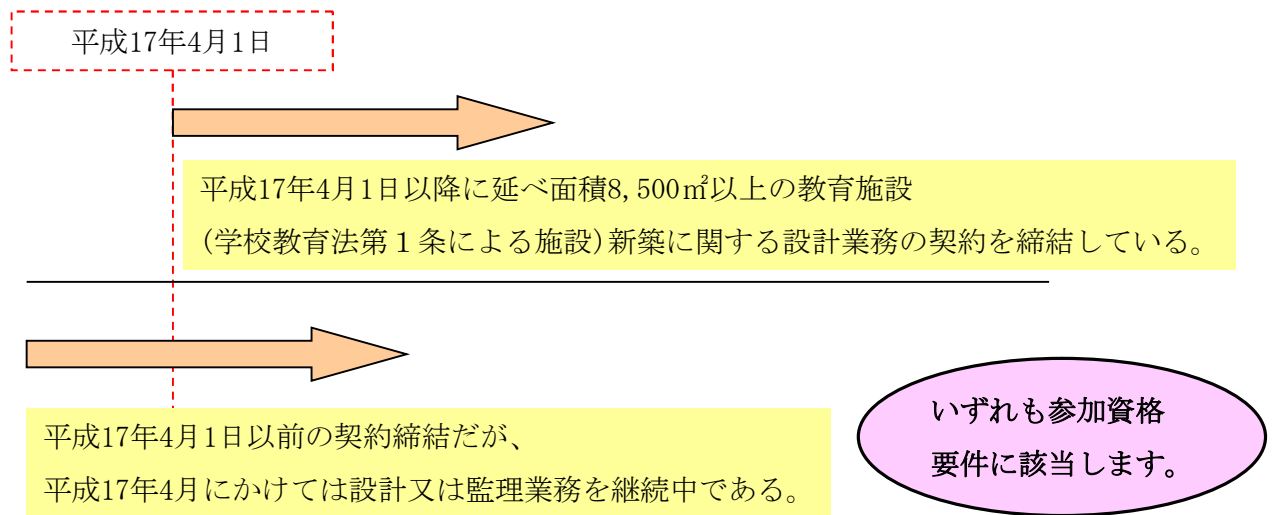 平成17年4月1日
平成17年4月1日以降に延べ面積8,500㎡以上の教育施設
(学校教育法第１条による施設)新築に関する設計業務の契約を締結している。
平成17年4月1日以前の契約締結だが、
平成17年4月にかけては設計又は監理業務を継続中である。
いずれも参加資格
要件に該当します。